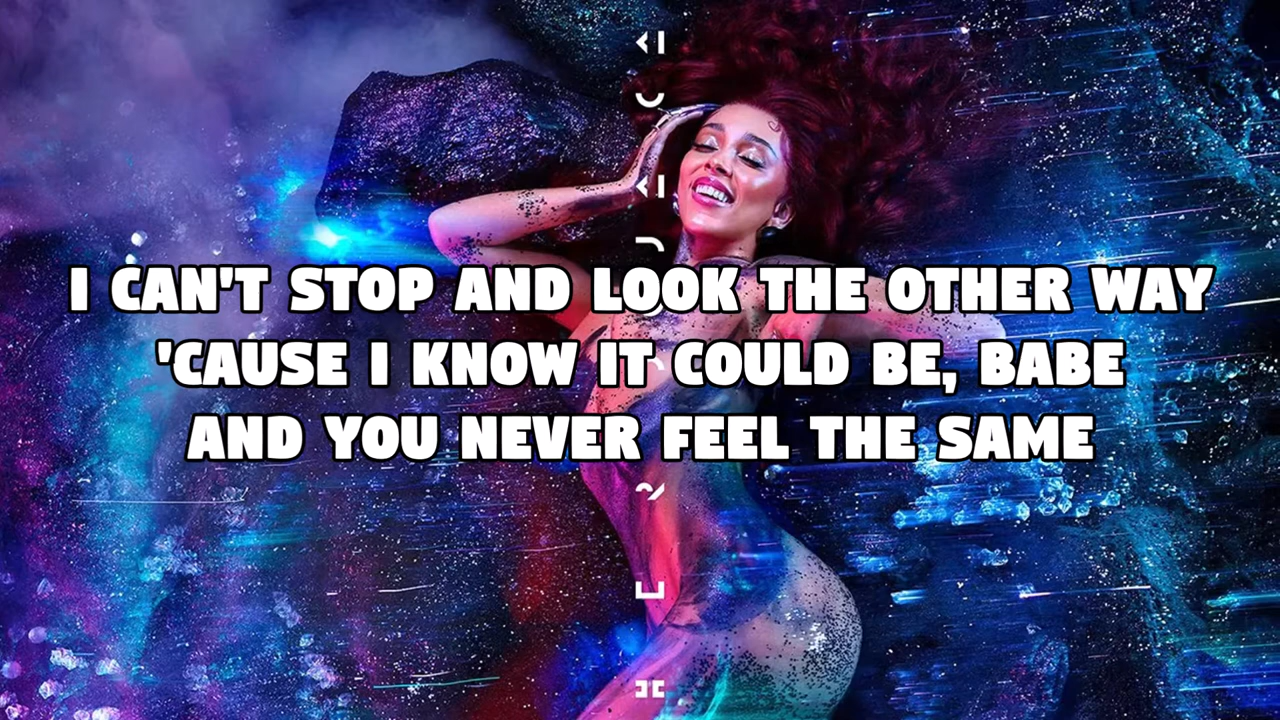 I CAN'T STOP AND LOOK THE OTHER WAY
'CAUSE I KNOW IT COULD BE, BABE
AND YOU NEVER FEEL THE SAME